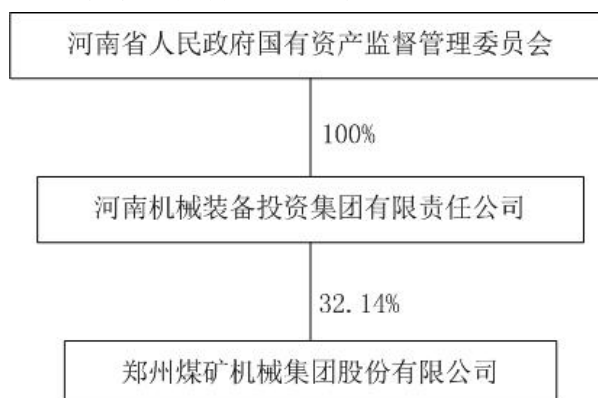 河南省人民政府国有资产监督管理委员会
100%
河南机械装备投资集团有限责任公司
32.14%
郑州煤矿机械集团股份有限公司